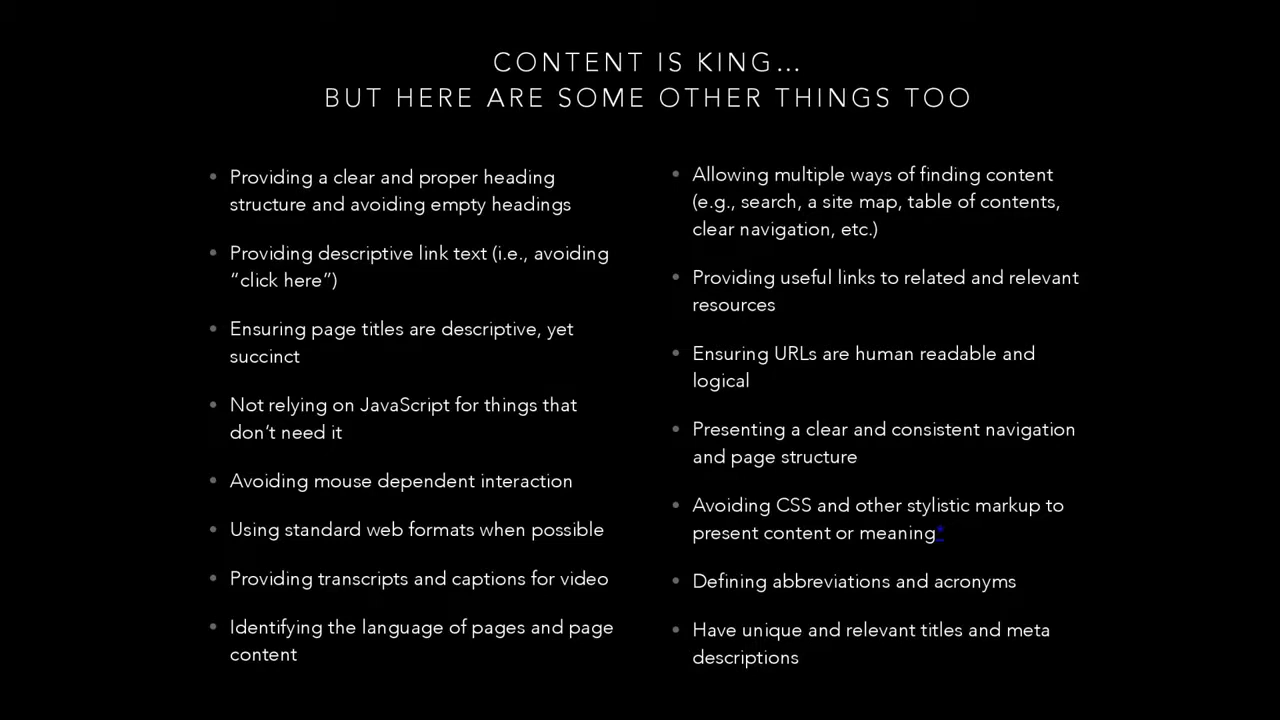 CONTENT IS KING...
BUT HERE ARE SOME OTHER THINGS TOO
• Providing a clear and proper heading
structure and avoiding empty headings
• Providing descriptive link text (i.e., avoiding
“click here”)
• Ensuring page titles are descriptive, yet
succinct
• Not relying on JavaScript for things that
don’t need it
• Avoiding mouse dependent interaction
• Using standard web formats when possible
• Providing transcripts and captions for video
• Identifying the language of pages and page
content
• Allowing multiple ways of finding content
(e.g., search, a site map, table of contents,
clear navigation, etc.)
• Providing useful links to related and relevant
resources
• Ensuring URLs are human readable and
logical
• Presenting a clear and consistent navigation
and page structure
• Avoiding CSS and other stylistic markup to
present content or meaning*
• Defining abbreviations and acronyms
• Have unique and relevant titles and meta
descriptions